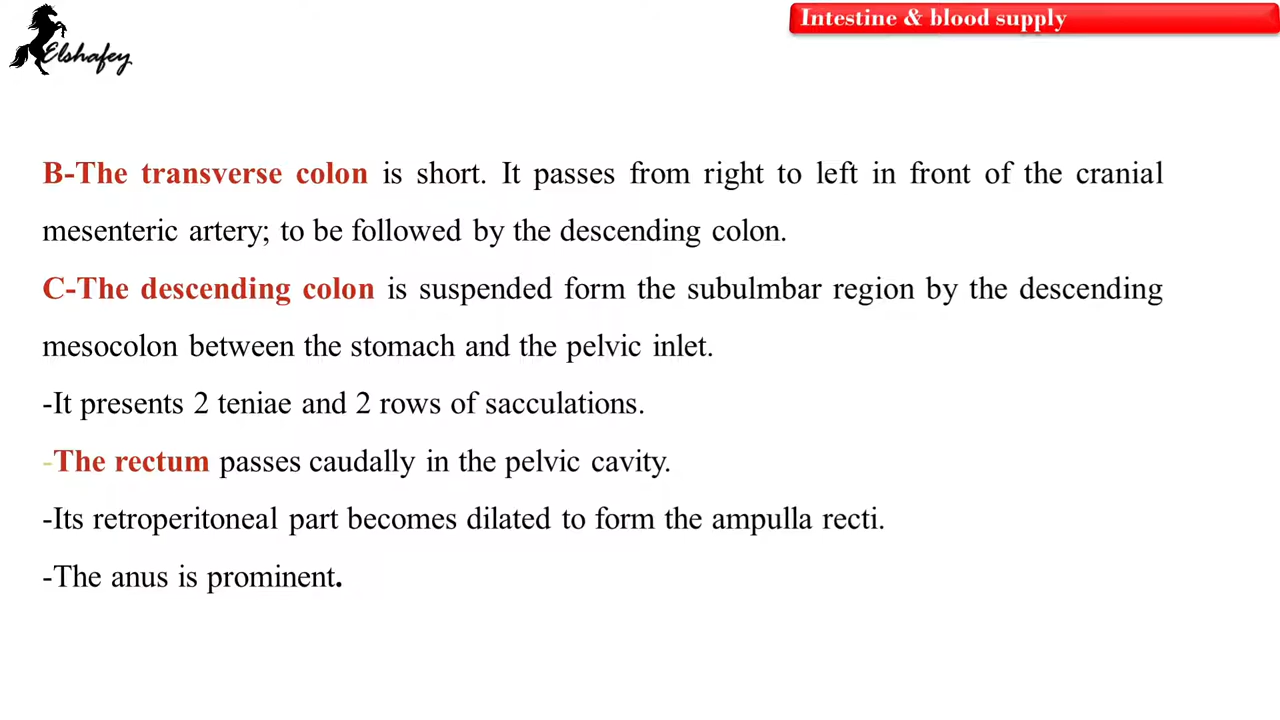 Elshafey
Intestine & blood supply
B-The transverse colon is short. It passes from right to left in front of the cranial
mesenteric artery; to be followed by the descending colon.
C-The descending colon is suspended form the subulmbar region by the descending
mesocolon between the stomach and the pelvic inlet.
-It presents 2 teniae and 2 rows of sacculations.
-The rectum passes caudally in the pelvic cavity.
-Its retroperitoneal part becomes dilated to form the ampulla recti.
-The anus is prominent.